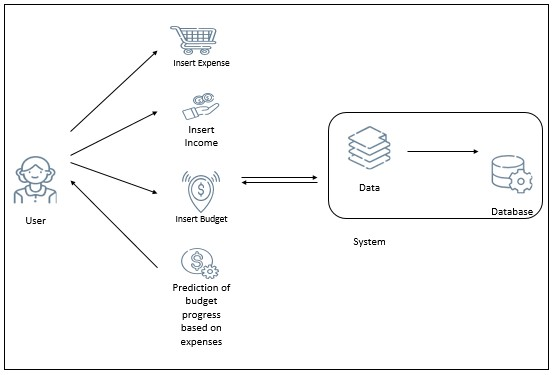 Insert Expense
Insert
Income
User
Insert Budget
Prediction of
budget
progress
based on
expenses
Data
Database
System